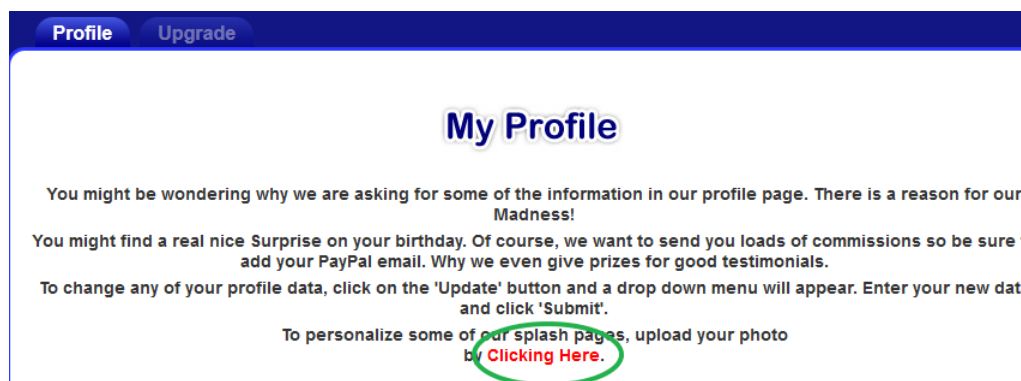 Profile Upgrade
My Profile
You might be wondering why we are asking for some of the information in our profile page. There is a reason for our
Madness!
You might find a real nice Surprise on your birthday. Of course, we want to send you loads of commissions so be sure
add your PayPal email. Why we even give prizes for good testimonials.
To change any of your profile data, click on the 'Update' button and a drop down menu will appear. Enter your new dat
and click 'Submit'.
To personalize some of our splash pages, upload your photo
by Clicking Here.